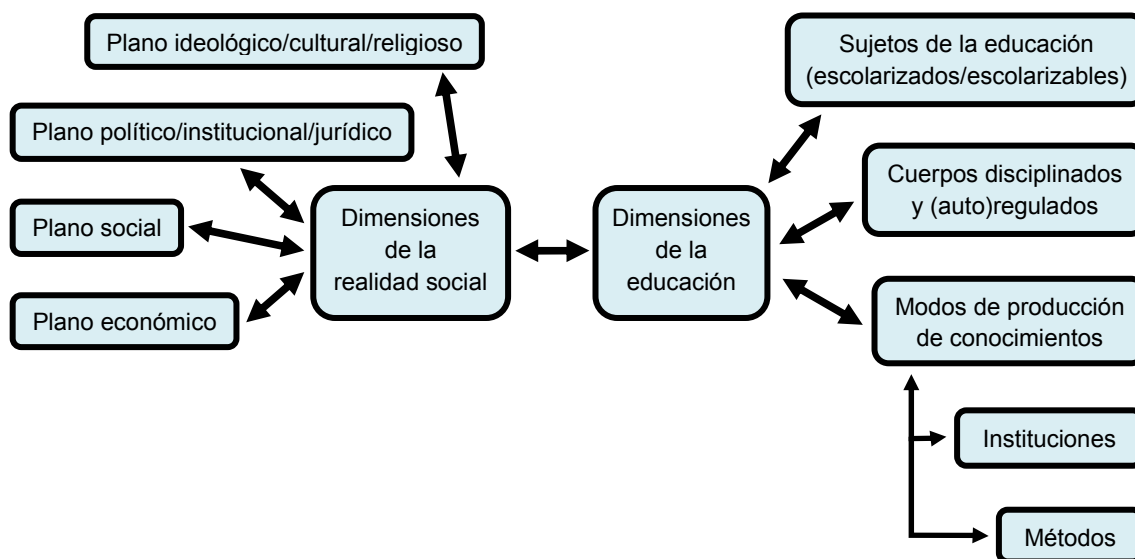 Plano ideológico/cultural/religioso
Plano político/institucional/jurídico
Plano social
Plano económico
Dimensiones
de la
realidad social
Dimensiones
de la
educación
Sujetos de la educación
(escolarizados/escolarizables)
Cuerpos disciplinados
y (auto)regulados
Modos de producción
de conocimientos
Instituciones
Métodos